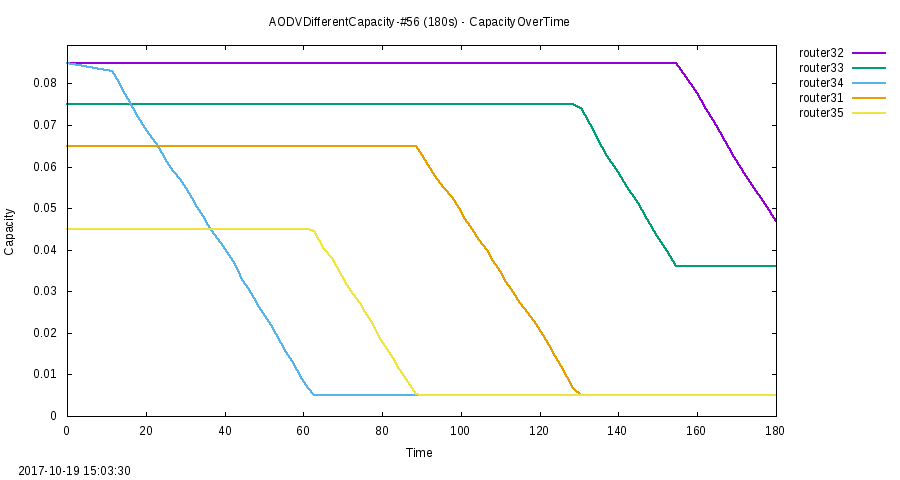 AODVDifferentCapacity-#56 (180s) - CapacityOverTime
router32
router33
router34
router31
router35
0.08
0.07
0.06
0.05
0.04
0.03
0.02
0.01
0
Capacity
0 20 40 60 80 100 120 140 160 180
Time
2017-10-19 15:03:30